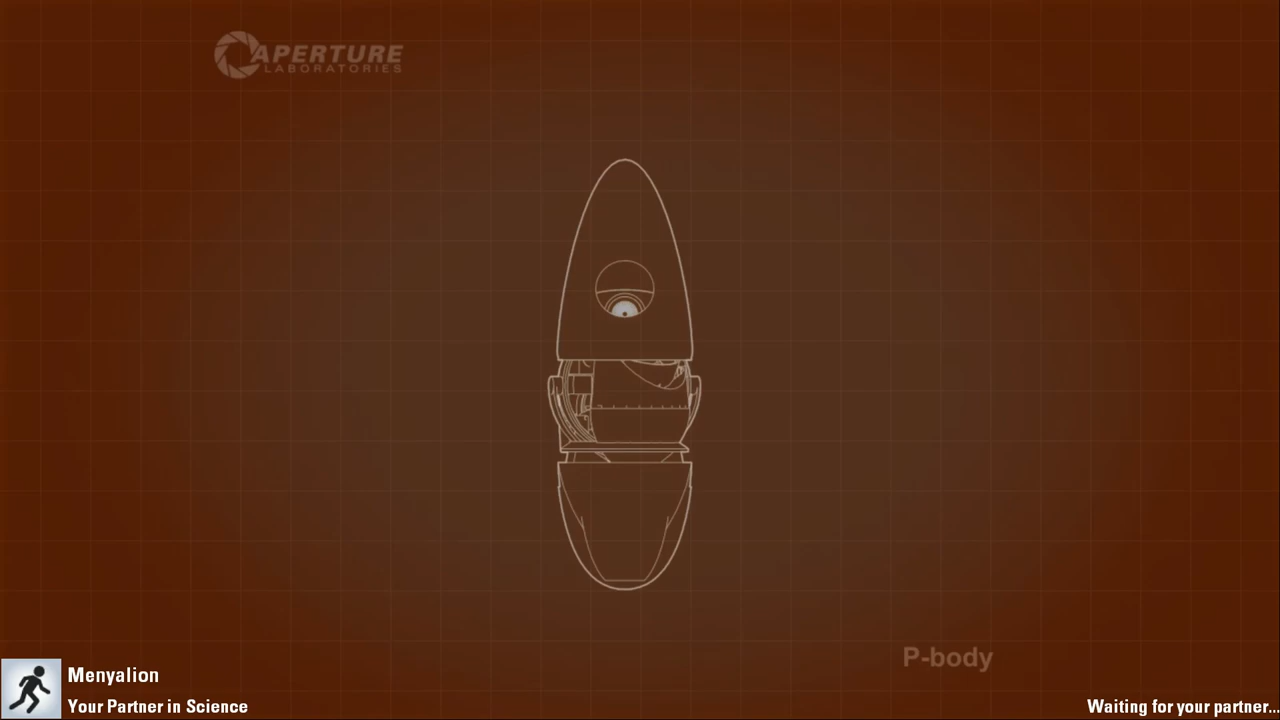 APERTURE
LABORATORIES
P-body
Menyalion
Your Partner in Science
Waiting for your partner...